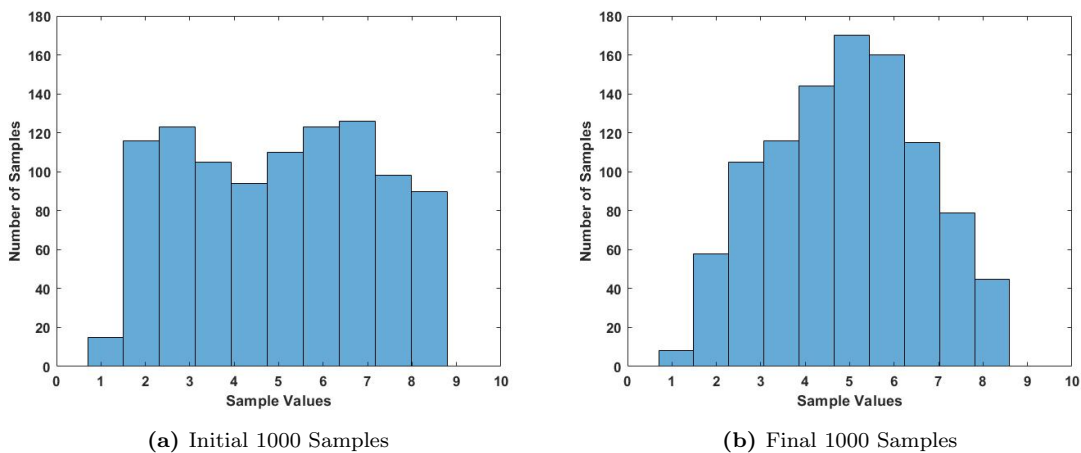 180
160
140
120
100
80
60
40
20
0
Number of Samples
0 1 2 3 4 5 6 7 8 9 10
Sample Values
(a) Initial 1000 Samples
180
160
140
120
100
80
60
40
20
0
Number of Samples
0 1 2 3 4 5 6 7 8 9 10
Sample Values
(b) Final 1000 Samples